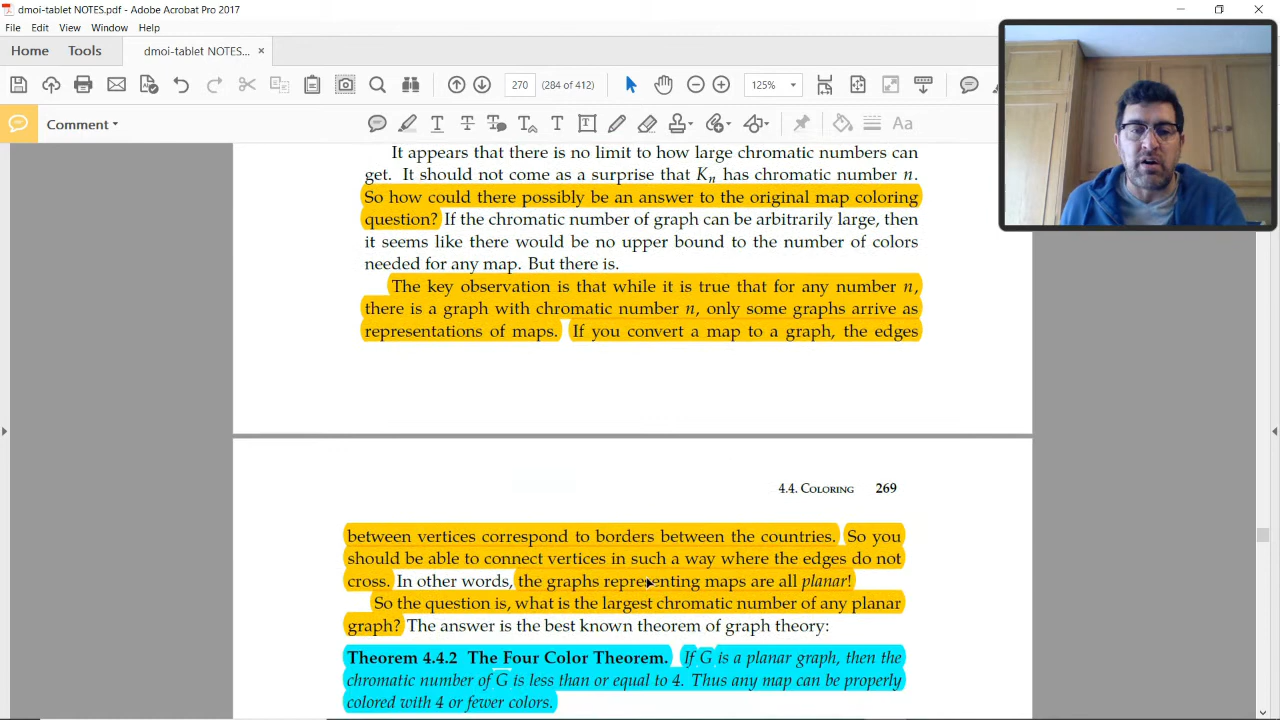 dmoi-tablet NOTES.pdf - Adobe Acrobat Pro 2017
File Edit View Window Help
Home Tools dmoi-tablet NOTES... ×
270 (284 of 412) 125%
Comment
It appears that there is no limit to how large chromatic numbers can
get. It should not come as a surprise that Kn has chromatic number n.
So how could there possibly be an answer to the original map coloring
question? If the chromatic number of graph can be arbitrarily large, then
it seems like there would be no upper bound to the number of colors
needed for any map. But there is.
The key observation is that while it is true that for any number n,
there is a graph with chromatic number n, only some graphs arrive as
representations of maps. If you convert a map to a graph, the edges
4.4. Coloring 269
between vertices correspond to borders between the countries. So you
should be able to connect vertices in such a way where the edges do not
cross. In other words, the graphs representing maps are all planar!
So the question is, what is the largest chromatic number of any planar
graph? The answer is the best known theorem of graph theory:
Theorem 4.4.2 The Four Color Theorem. If G is a planar graph, then the
chromatic number of G is less than or equal to 4. Thus any map can be properly
colored with 4 or fewer colors.